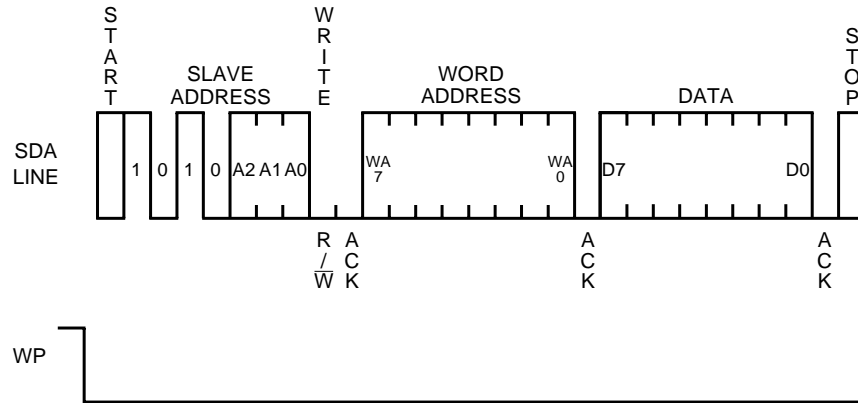 START
WRITE
STOP
SLAVE
ADDRESS
WORD
ADDRESS
DATA
SDA
LINE
1 0 1 0 A2 A1 A0
WA
7
WA
0
D7
D0
R
/
W̅
ACK
ACK
ACK
WP